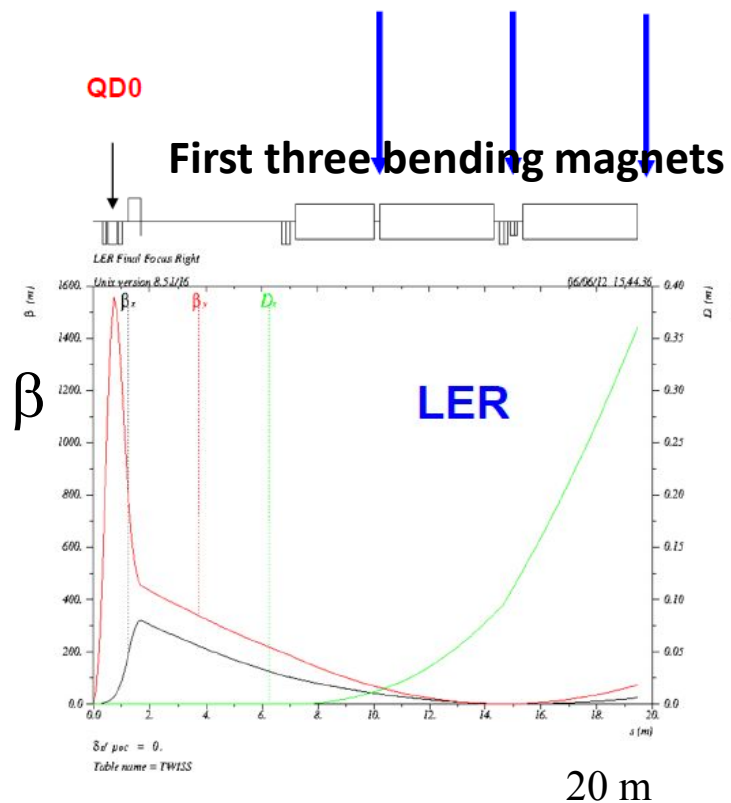 QD0
First three bending magnets
LER Final Focus Right
Unix version 8.51/16
06/06/12 15.44.36
β (m)
D (m)
βx
βy
Dx
1600.
1400.
1200.
1000.
800.
600.
400.
200.
0.0
0.40
0.35
0.30
0.25
0.20
0.15
0.10
0.05
0.0
β
LER
0.0
2.
4.
6.
8.
10.
12.
14.
16.
18.
20.
s (m)
Table name = TWISS
20 m